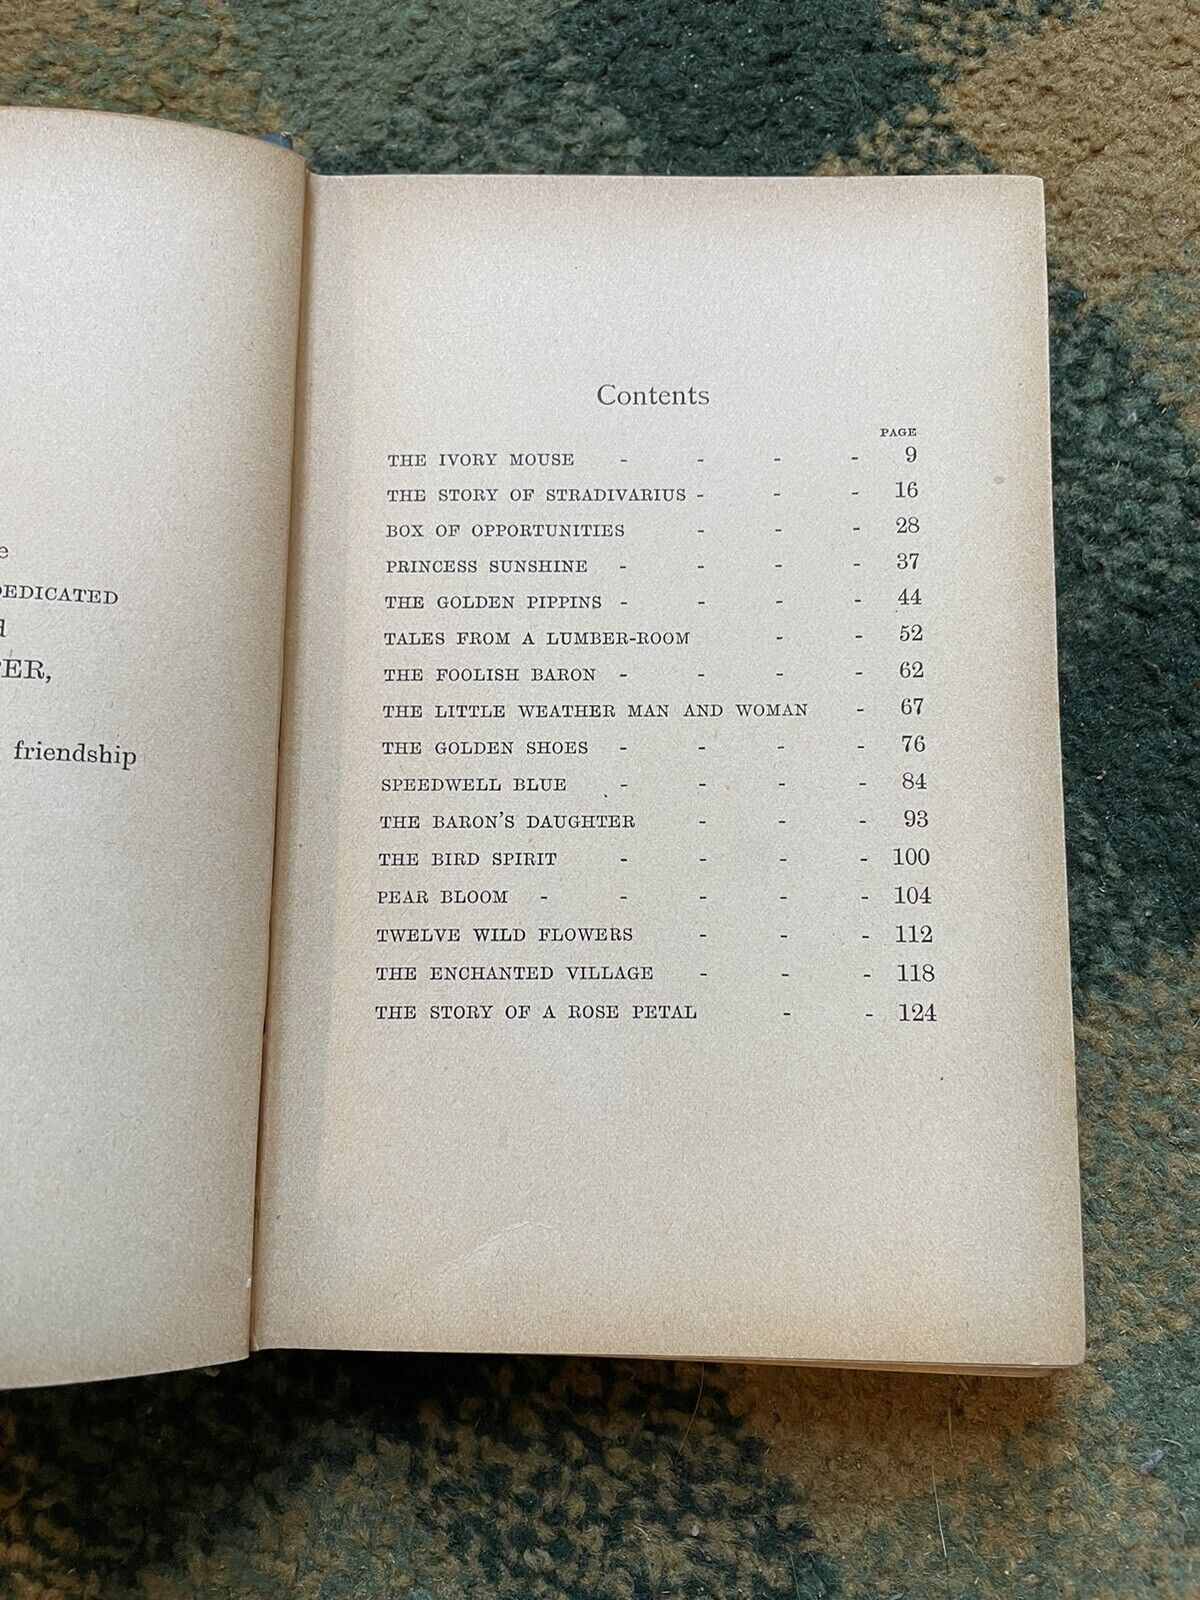 DEDICATED
friendship
Contents
PAGE
THE IVORY MOUSE - - - - 9
THE STORY OF STRADIVARIUS - - - 16
BOX OF OPPORTUNITIES - - - 28
PRINCESS SUNSHINE - - - - 37
THE GOLDEN PIPPINS - - - - 44
TALES FROM A LUMBER-ROOM - - 52
THE FOOLISH BARON - - - - 62
THE LITTLE WEATHER MAN AND WOMAN - 67
THE GOLDEN SHOES - - - - 76
SPEEDWELL BLUE - - - - 84
THE BARON'S DAUGHTER - - - 93
THE BIRD SPIRIT - - - - 100
PEAR BLOOM - - - - - 104
TWELVE WILD FLOWERS - - - 112
THE ENCHANTED VILLAGE - - - 118
THE STORY OF A ROSE PETAL - - 124